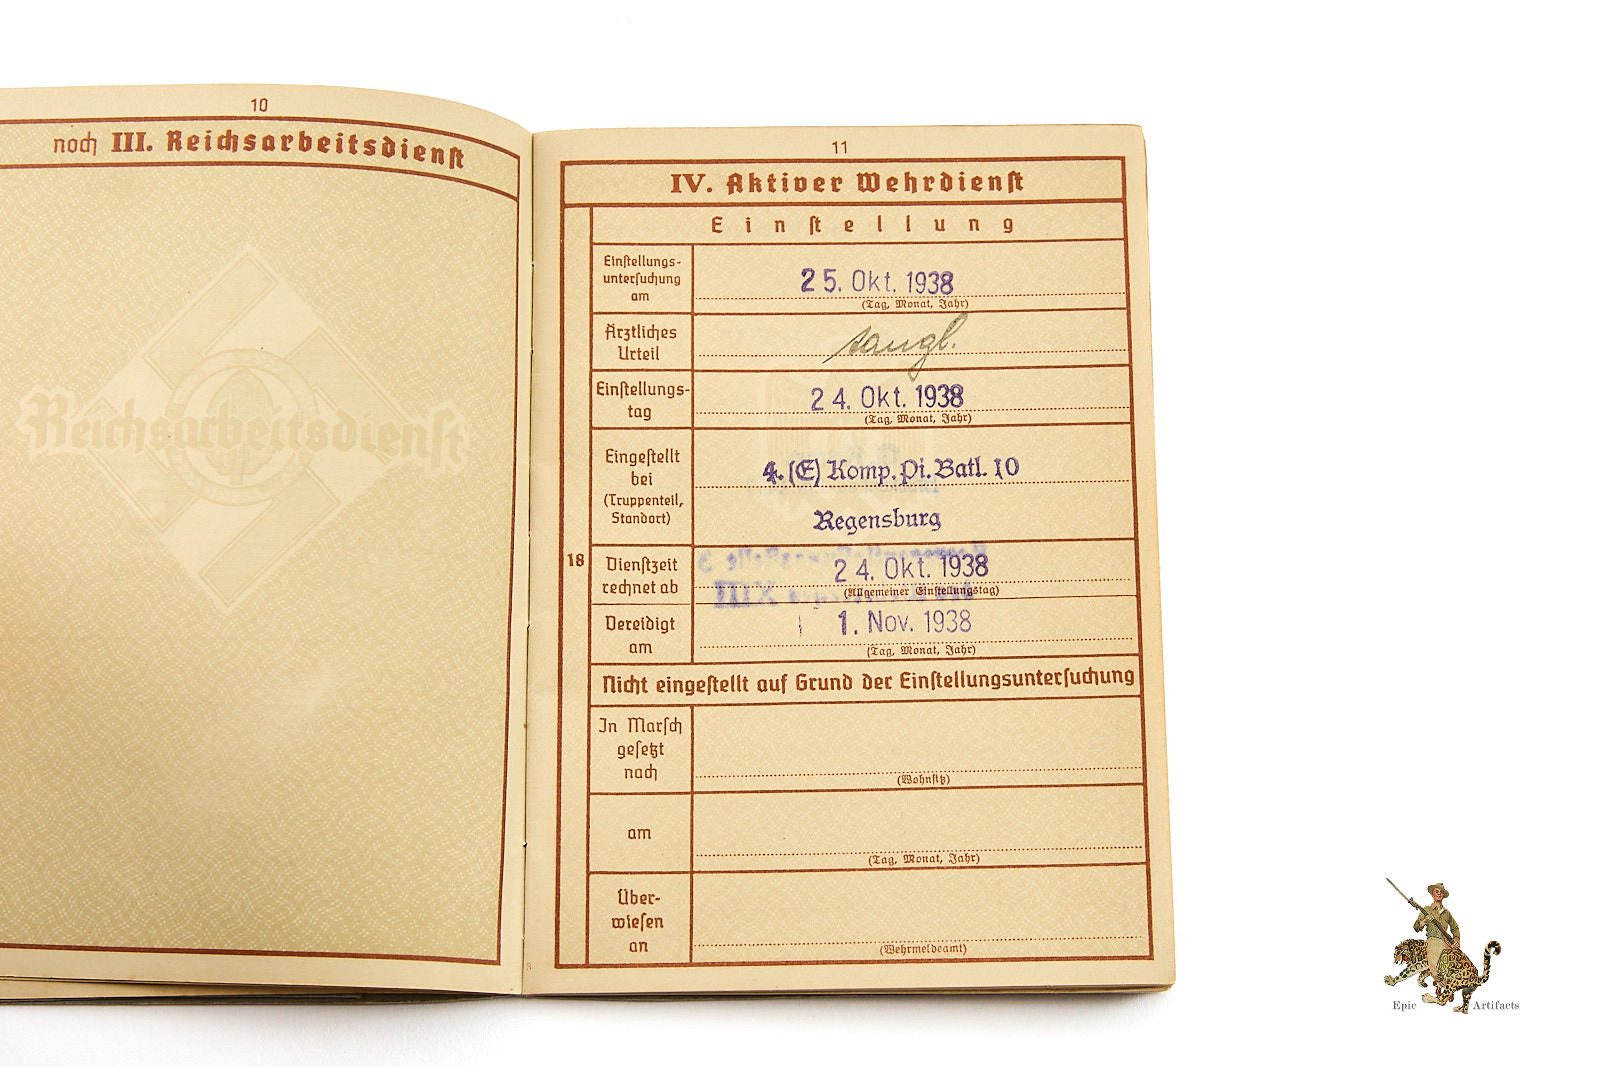 10
noch III. Reichsarbeitsdienst
Reichsarbeitsdienst
11
IV. Aktiver Wehrdienst
Einstellung
18
Einstellungs-
untersuchung
am
25. Okt. 1938
(Tag, Monat, Jahr)
Ärztliches
Urteil
taugl.
Einstellungs-
tag
24. Okt. 1938
(Tag, Monat, Jahr)
Eingestellt
bei
(Truppenteil,
Standort)
4. (E) Komp. Pi. Batl. 10
Regensburg
Dienstzeit
rechnet ab
24. Okt. 1938
(Allgemeiner Einstellungstag)
Vereidigt
am
1. Nov. 1938
(Tag, Monat, Jahr)
Nicht eingestellt auf Grund der Einstellungsuntersuchung
In Marsch
gesetzt
nach
(Wohnsitz)
am
(Tag, Monat, Jahr)
Über-
wiesen
an
(Wehrmeldeamt)
Epic Artifacts